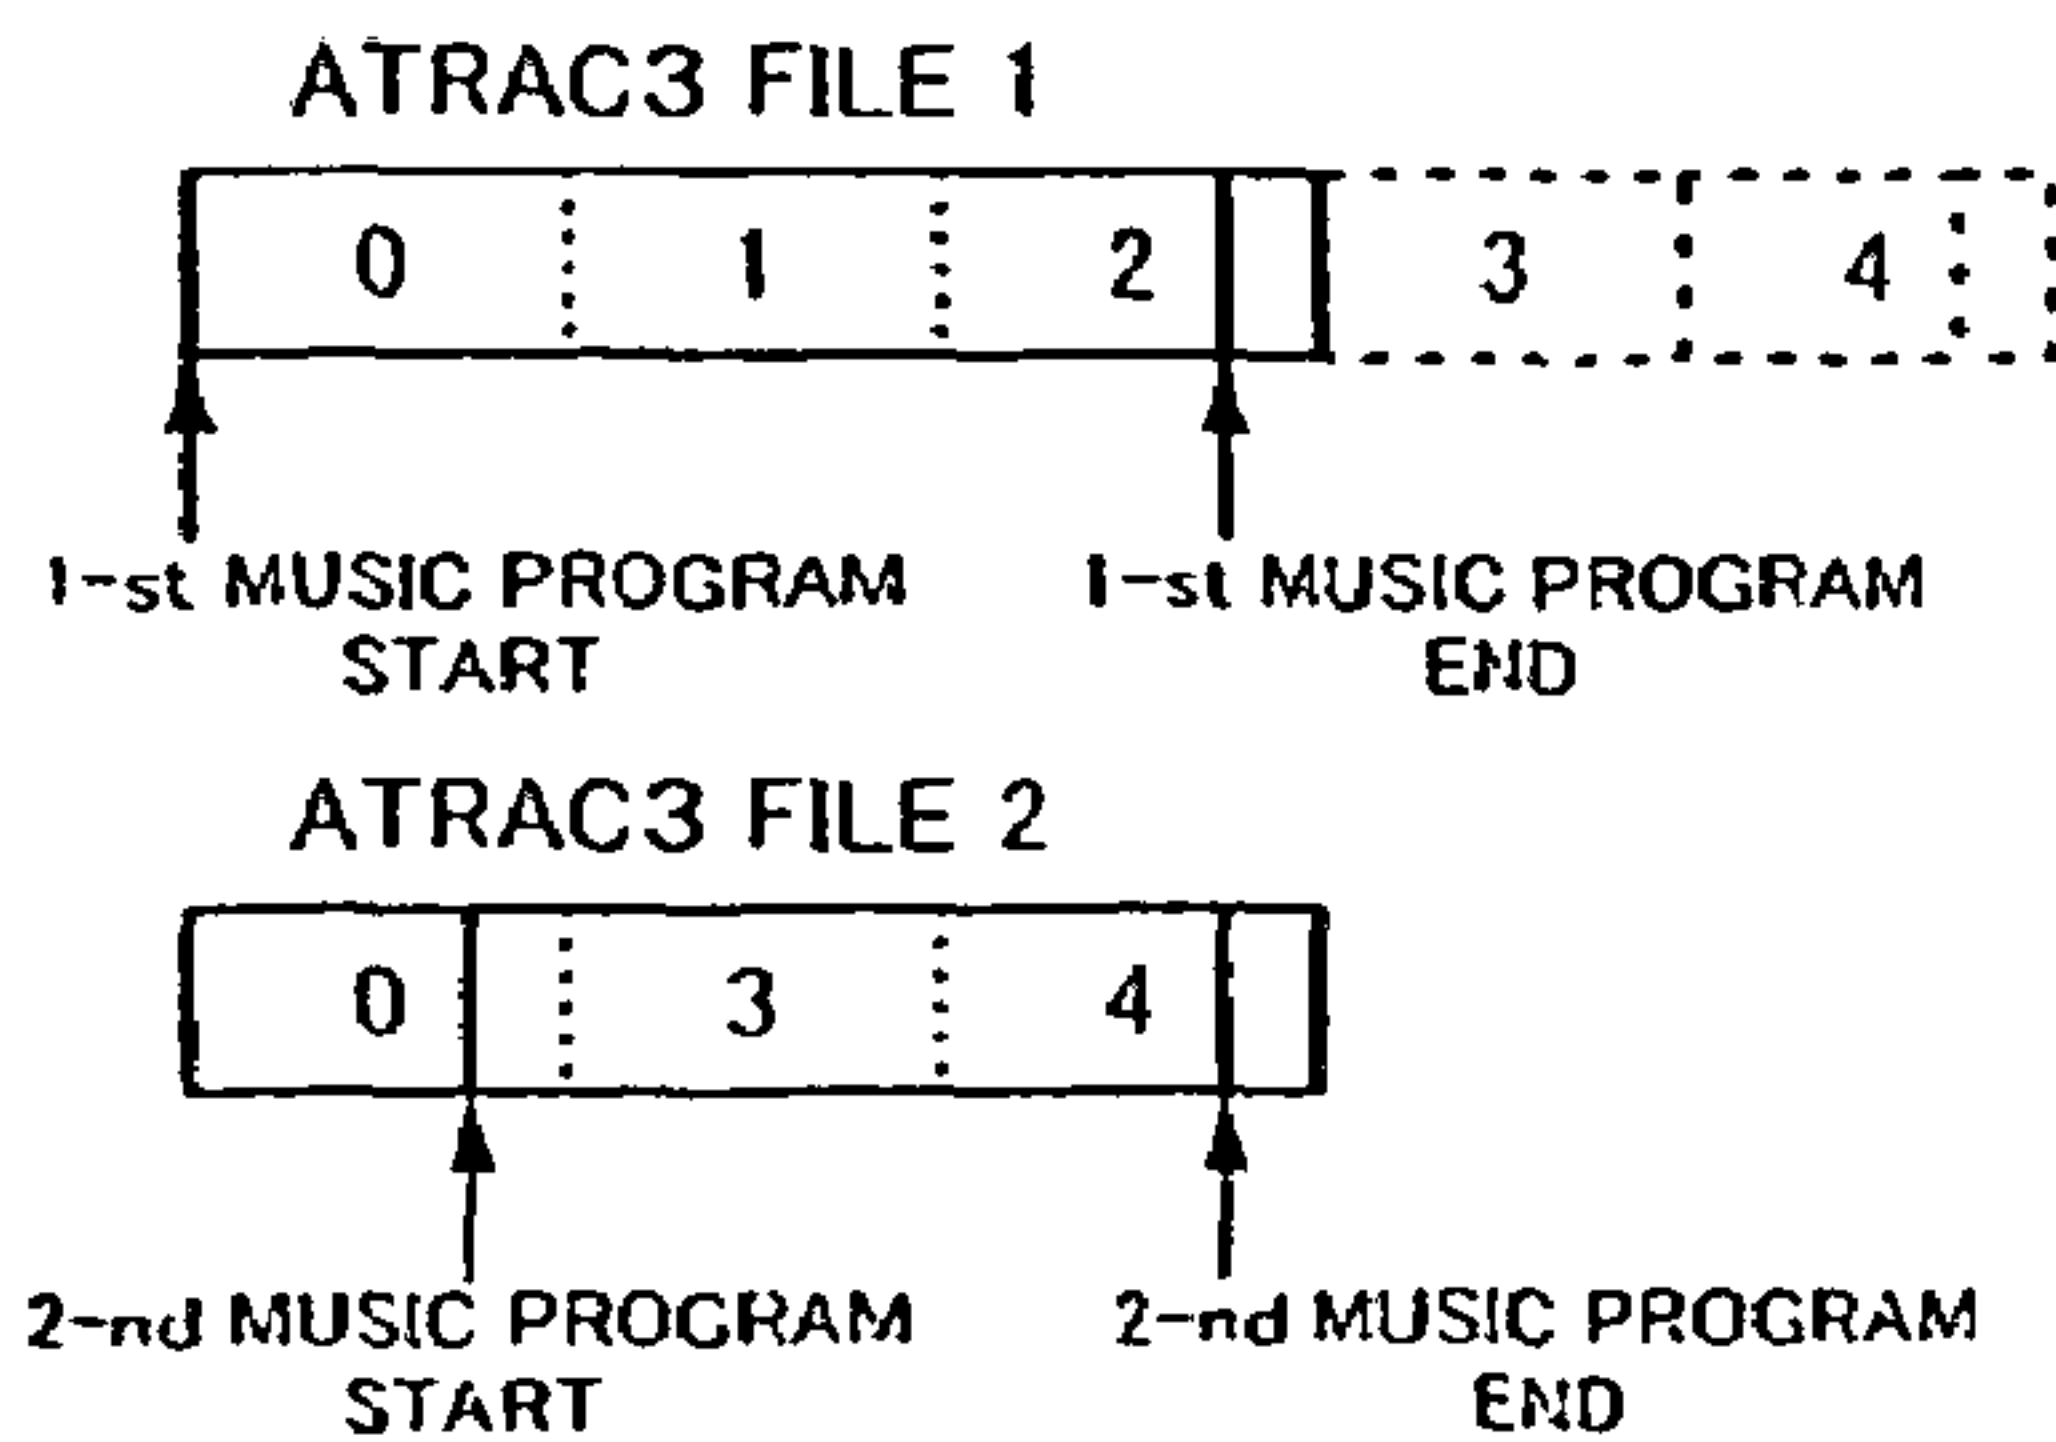 ATRAC3 FILE 1
0 1 2 3 4
1-st MUSIC PROGRAM START
1-st MUSIC PROGRAM END
ATRAC3 FILE 2
0 3 4
2-nd MUSIC PROGRAM START
2-nd MUSIC PROGRAM END